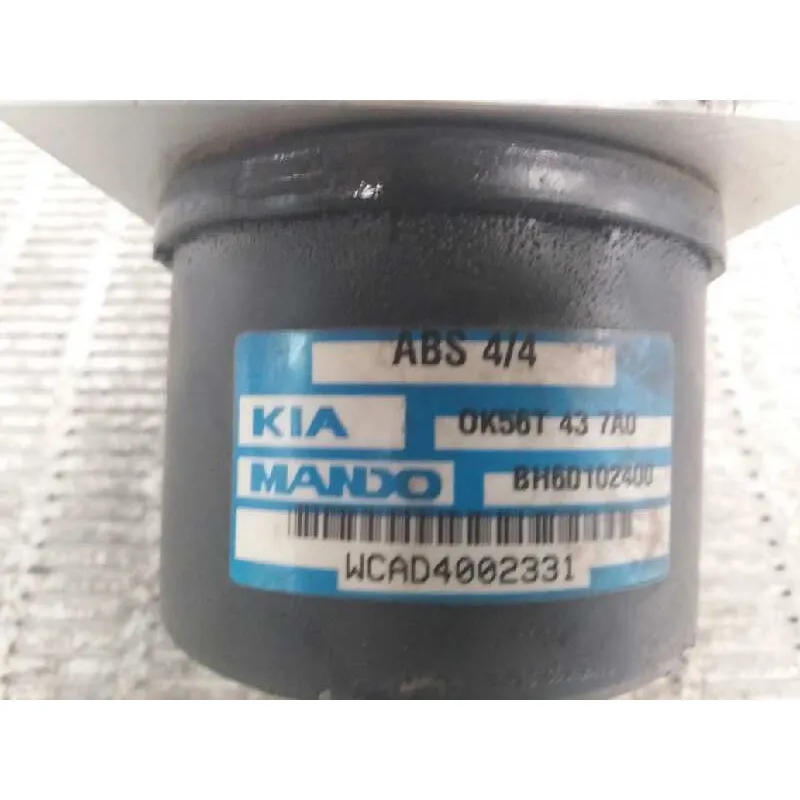 ABS 4/4
KIA 0K56T 43 7A0
MANDO BH6D102400
WCAD4002331